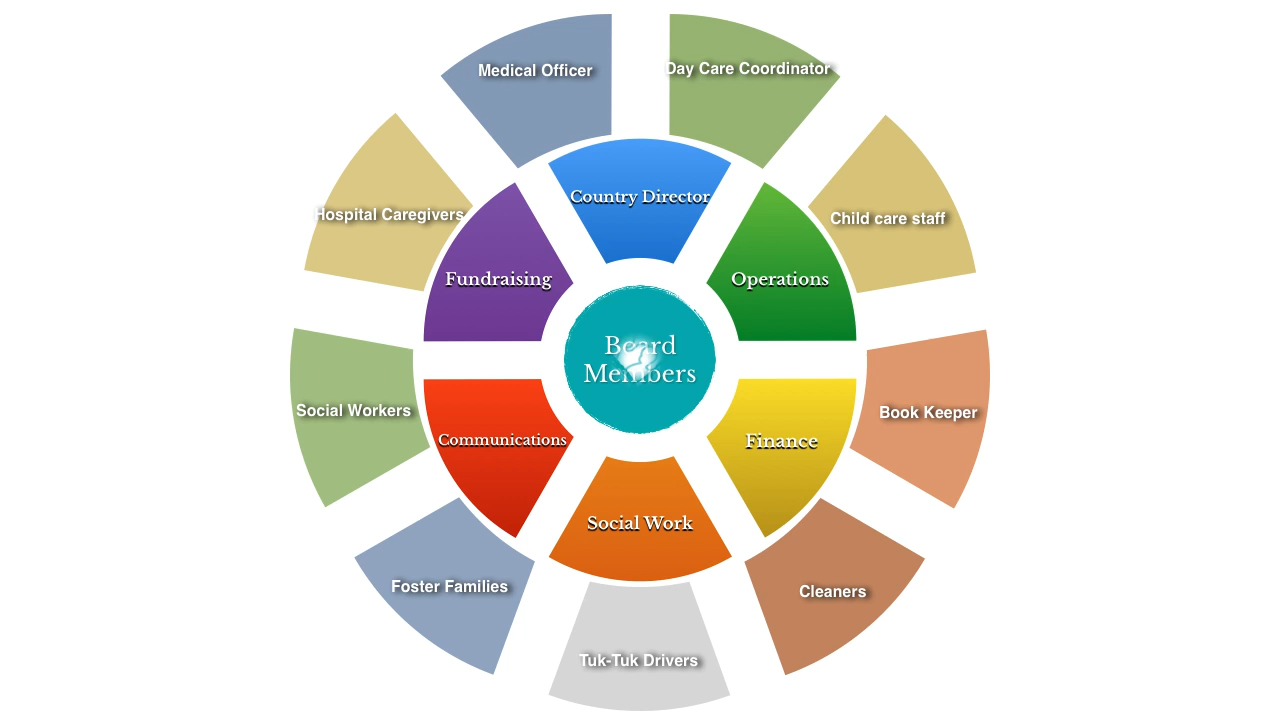 Medical Officer
Day Care Coordinator
Country Director
Hospital Caregivers
Child care staff
Fundraising
Operations
Board
Members
Social Workers
Book Keeper
Communications
Finance
Social Work
Foster Families
Cleaners
Tuk-Tuk Drivers